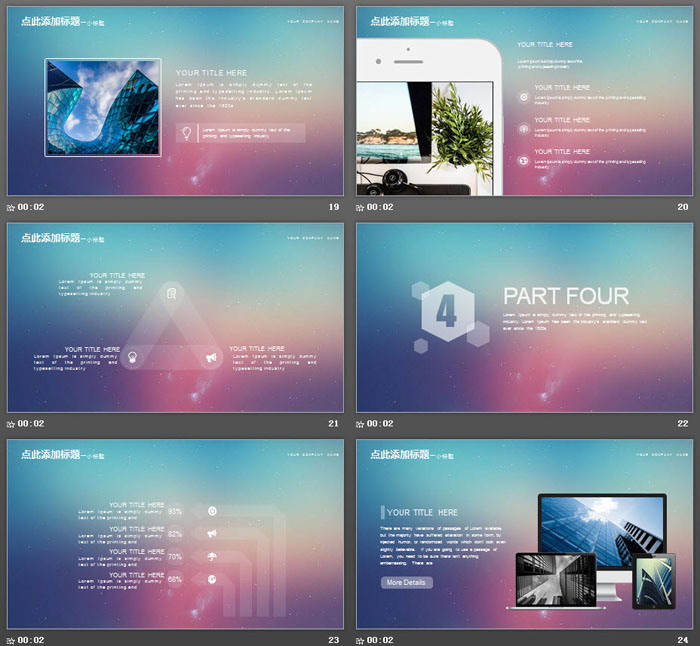 点此添加标题—小标题
YOUR COMPANY NAME
YOUR TITLE HERE
Lorem Ipsum is simply dummy text of the
printing and typesetting industry. Lorem Ipsum
has been the industry's standard dummy text
ever since the 1500s
Lorem Ipsum is simply dummy text of the
printing and typesetting industry
00:02
19
点此添加标题—小标题
YOUR COMPANY NAME
YOUR TITLE HERE
Lorem Ipsum is simply dummy text of the
printing and typesetting industry
YOUR TITLE HERE
Lorem Ipsum is simply dummy text of the printing and typesetting
industry
YOUR TITLE HERE
Lorem Ipsum is simply dummy text of the printing and typesetting
industry
YOUR TITLE HERE
Lorem Ipsum is simply dummy text of the printing and typesetting
industry
00:02
20
点此添加标题—小标题
YOUR COMPANY NAME
YOUR TITLE HERE
Lorem Ipsum is simply dummy
text of the printing and
typesetting industry
YOUR TITLE HERE
Lorem Ipsum is simply dummy
text of the printing and
typesetting industry
YOUR TITLE HERE
Lorem Ipsum is simply dummy
text of the printing and
typesetting industry
00:02
21
4
PART FOUR
Lorem Ipsum is simply dummy text of the printing and typesetting
industry. Lorem Ipsum has been the industry's standard dummy text
ever since the 1500s
00:02
22
点此添加标题—小标题
YOUR COMPANY NAME
YOUR TITLE HERE
Lorem Ipsum is simply dummy
text of the printing and
93%
YOUR TITLE HERE
Lorem Ipsum is simply dummy
text of the printing and
82%
YOUR TITLE HERE
Lorem Ipsum is simply dummy
text of the printing and
70%
YOUR TITLE HERE
Lorem Ipsum is simply dummy
text of the printing and
68%
00:02
23
点此添加标题—小标题
YOUR COMPANY NAME
YOUR TITLE HERE
There are many variations of passages of Lorem available,
but the majority have suffered alteration in some form, by
injected humor, or randomized words which don't look even
slightly believable. If you are going to use a passage of
Lorem, you need to be sure there isn't anything
embarrassing. There are
More Details
00:02
24